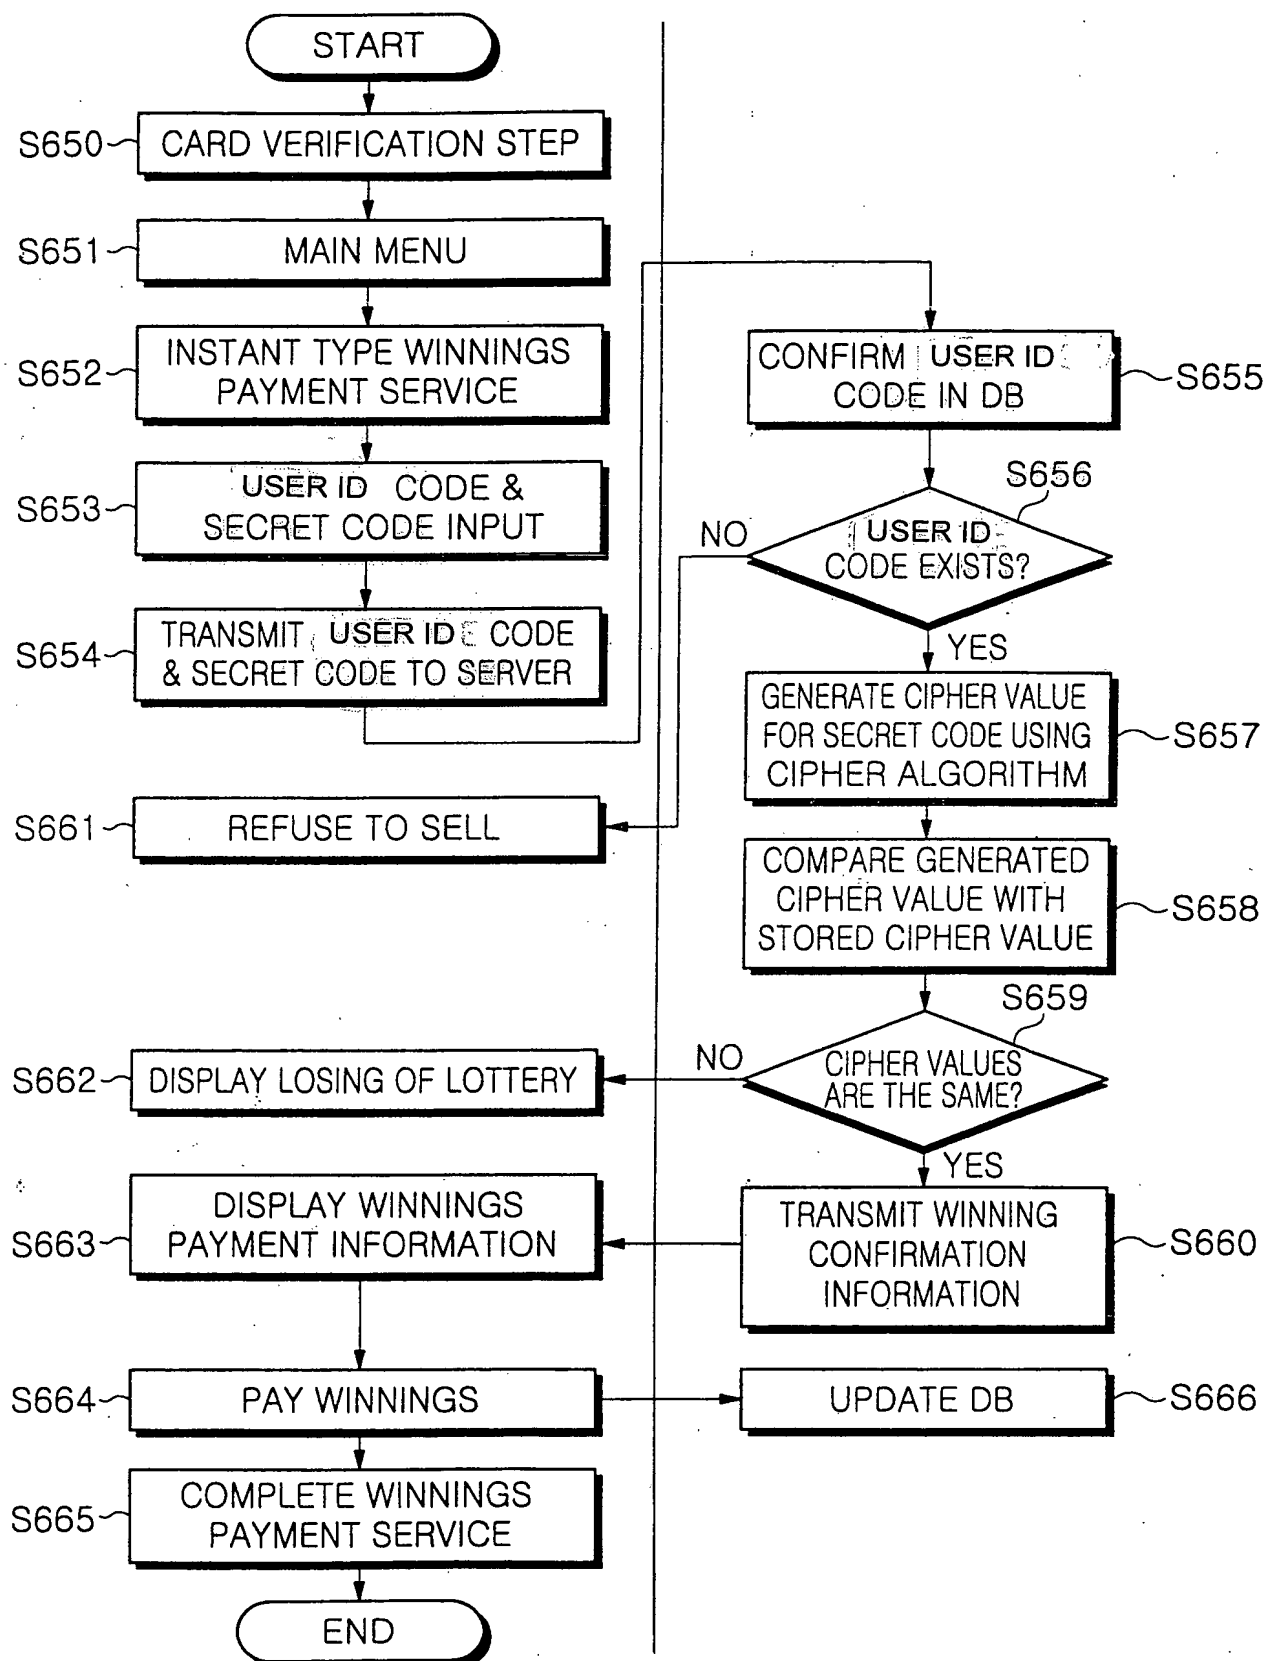 START
S650
CARD VERIFICATION STEP
S651
MAIN MENU
S652
INSTANT TYPE WINNINGS
PAYMENT SERVICE
S653
USER ID CODE &
SECRET CODE INPUT
S654
TRANSMIT USER ID CODE
& SECRET CODE TO SERVER
CONFIRM USER ID
CODE IN DB
S655
S656
USER ID
CODE EXISTS?
NO
YES
GENERATE CIPHER VALUE
FOR SECRET CODE USING
CIPHER ALGORITHM
S657
S661
REFUSE TO SELL
COMPARE GENERATED
CIPHER VALUE WITH
STORED CIPHER VALUE
S658
S659
CIPHER VALUES
ARE THE SAME?
NO
YES
S662
DISPLAY LOSING OF LOTTERY
TRANSMIT WINNING
CONFIRMATION
INFORMATION
S660
S663
DISPLAY WINNINGS
PAYMENT INFORMATION
S664
PAY WINNINGS
UPDATE DB
S666
S665
COMPLETE WINNINGS
PAYMENT SERVICE
END